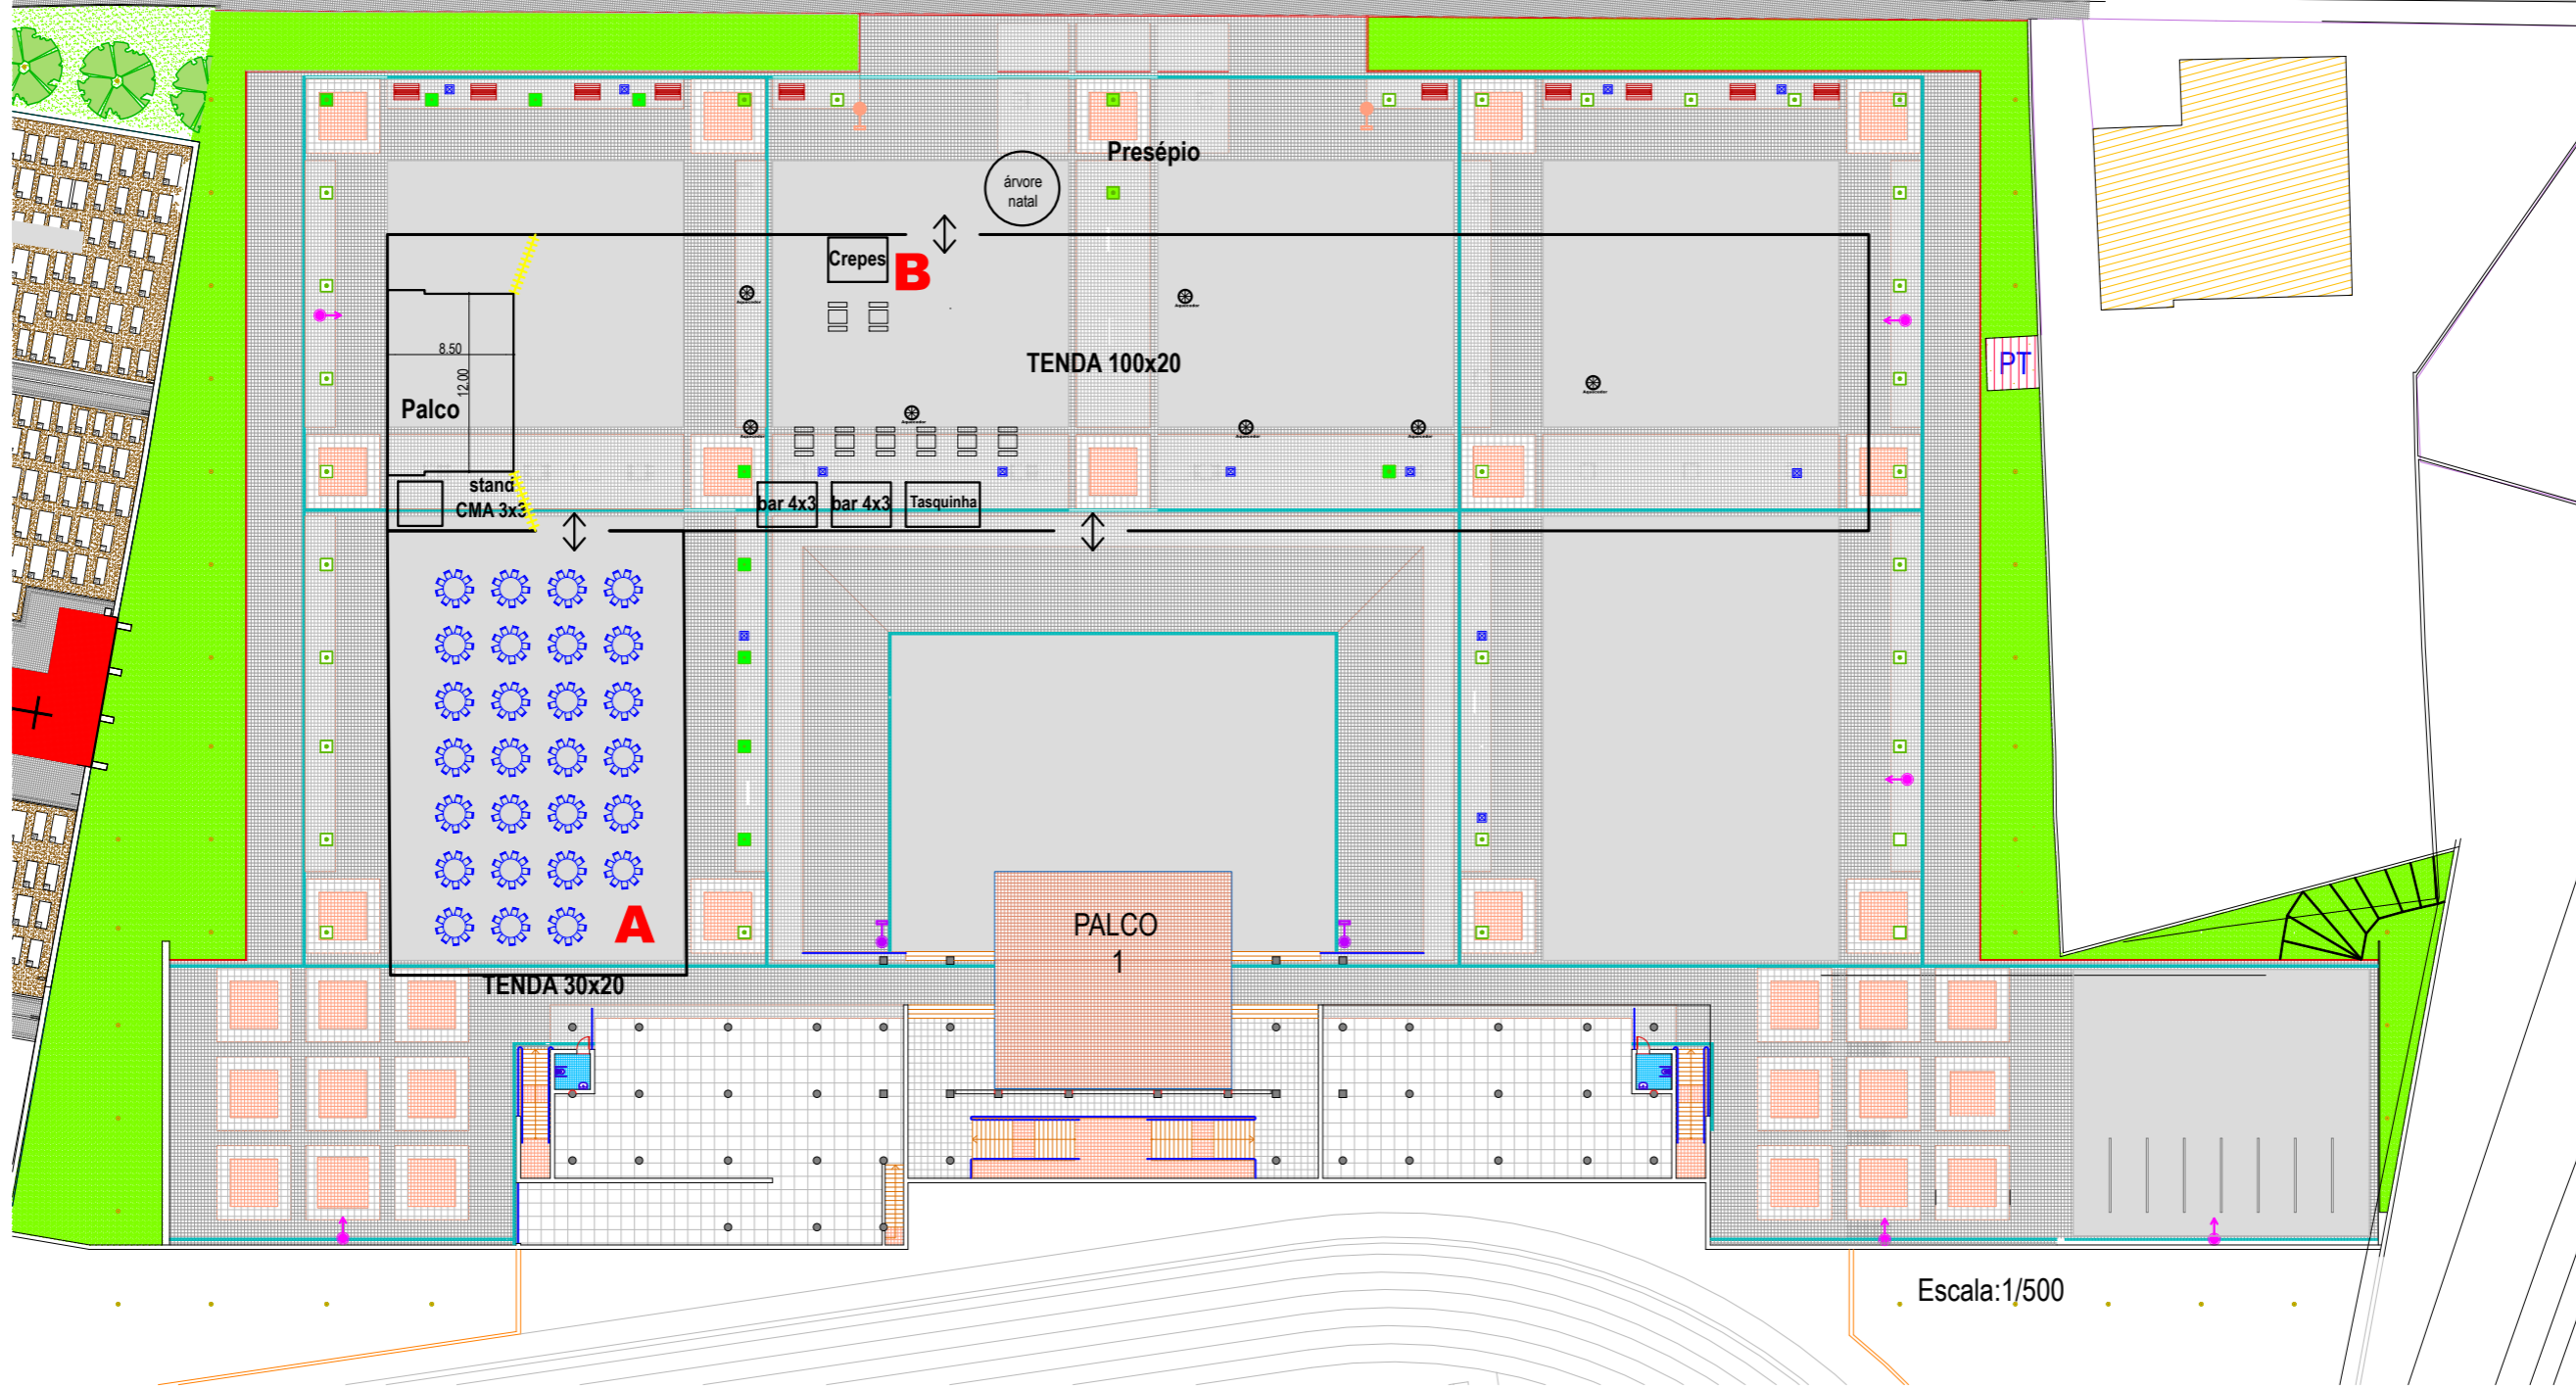 Presépio
árvore
natal
Crepes
B
8.50
TENDA 100x20
PT
12.00
Palco
stand
CMA 3x3
bar 4x3
bar 4x3
Tasquinha
A
PALCO
1
TENDA 30x20
Escala:1/500